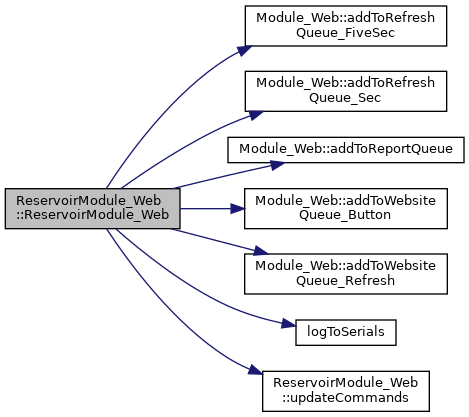 Module_Web::addToRefresh
Queue_FiveSec
Module_Web::addToRefresh
Queue_Sec
Module_Web::addToReportQueue
ReservoirModule_Web
::ReservoirModule_Web
Module_Web::addToWebsite
Queue_Button
Module_Web::addToWebsite
Queue_Refresh
logToSerials
ReservoirModule_Web
::updateCommands